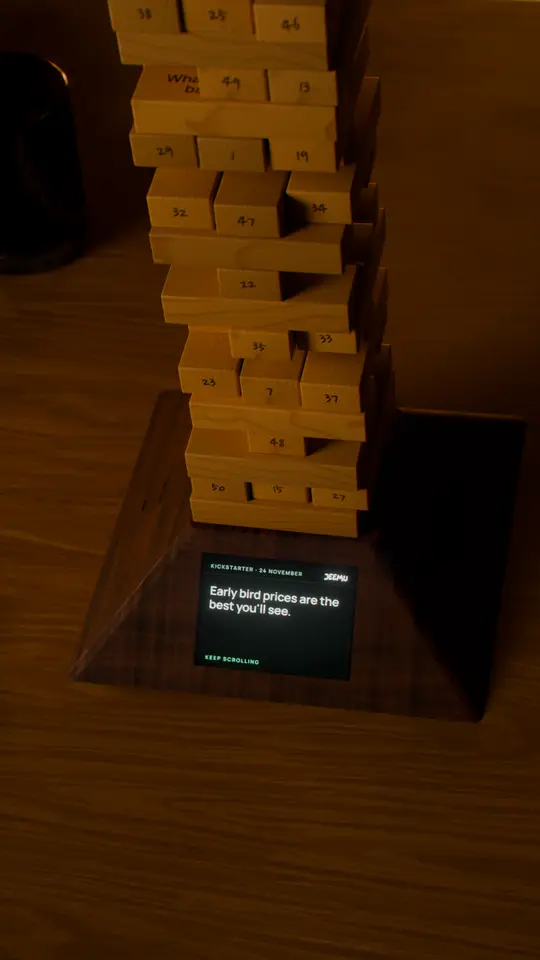 38 25 46
49 13
29 1 19
32 47 34
22
35 33
23 7 37
48
50 15 27
KICKSTARTER · 24 NOVEMBER JEEMU
Early bird prices are the
best you'll see.
KEEP SCROLLING